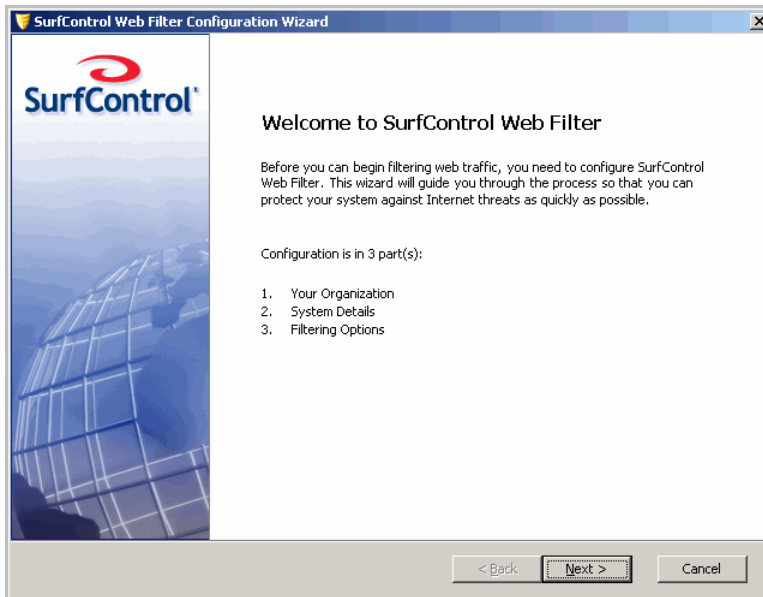 SurfControl Web Filter Configuration Wizard
SurfControl
Welcome to SurfControl Web Filter
Before you can begin filtering web traffic, you need to configure SurfControl
Web Filter. This wizard will guide you through the process so that you can
protect your system against Internet threats as quickly as possible.
Configuration is in 3 part(s):
1. Your Organization
2. System Details
3. Filtering Options
< Back Next > Cancel